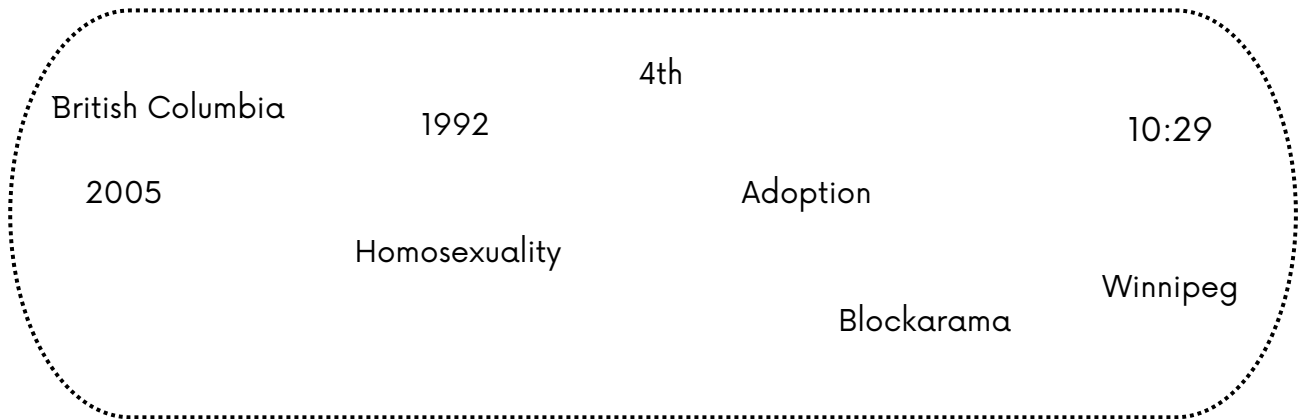 4th
British Columbia
1992
10:29
2005
Adoption
Homosexuality
Winnipeg
Blockarama